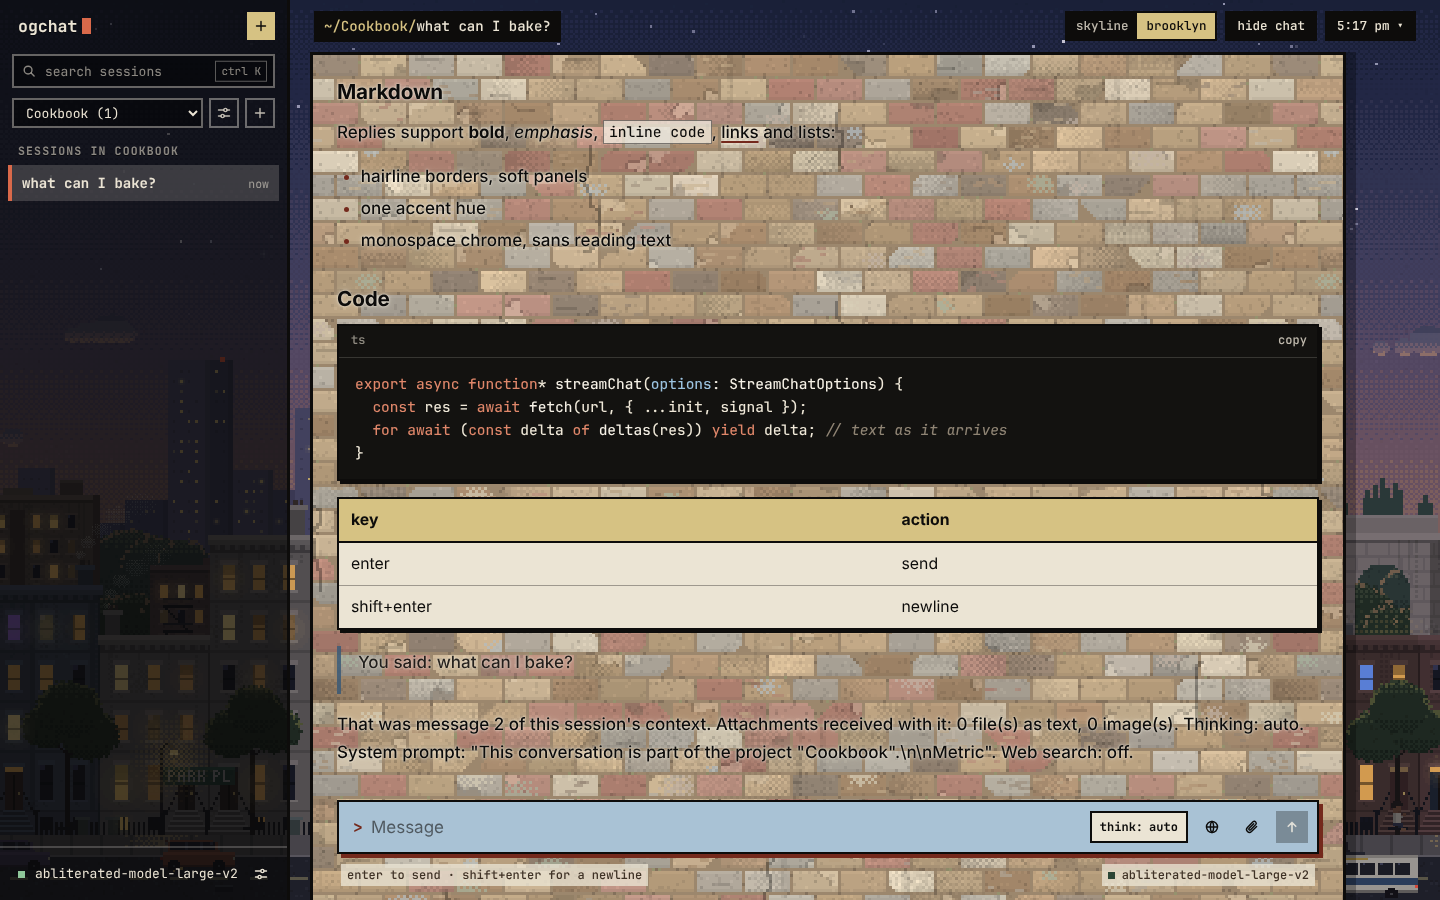 ogchat
+
search sessions
ctrl K
Cookbook (1)
+
SESSIONS IN COOKBOOK
what can I bake?
now
PARK PL
abliterated-model-large-v2
~/Cookbook/what can I bake?
skyline
brooklyn
hide chat
5:17 pm
Markdown
Replies support bold, emphasis, inline code, links and lists:
• hairline borders, soft panels
• one accent hue
• monospace chrome, sans reading text
Code
ts
copy
export async function* streamChat(options: StreamChatOptions) {
const res = await fetch(url, { ...init, signal });
for await (const delta of deltas(res)) yield delta; // text as it arrives
}
key action
enter send
shift+enter newline
You said: what can I bake?
That was message 2 of this session's context. Attachments received with it: 0 file(s) as text, 0 image(s). Thinking: auto.
System prompt: "This conversation is part of the project "Cookbook".\n\nMetric". Web search: off.
> Message
think: auto
enter to send · shift+enter for a newline
abliterated-model-large-v2